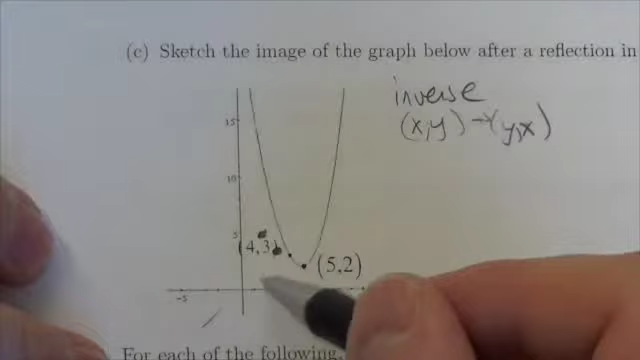 (c) Sketch the image of the graph below after a reflection in
inverse
(x,y) → (y,x)
15
10
5
(4,3)
(5,2)
-5
For each of the following,